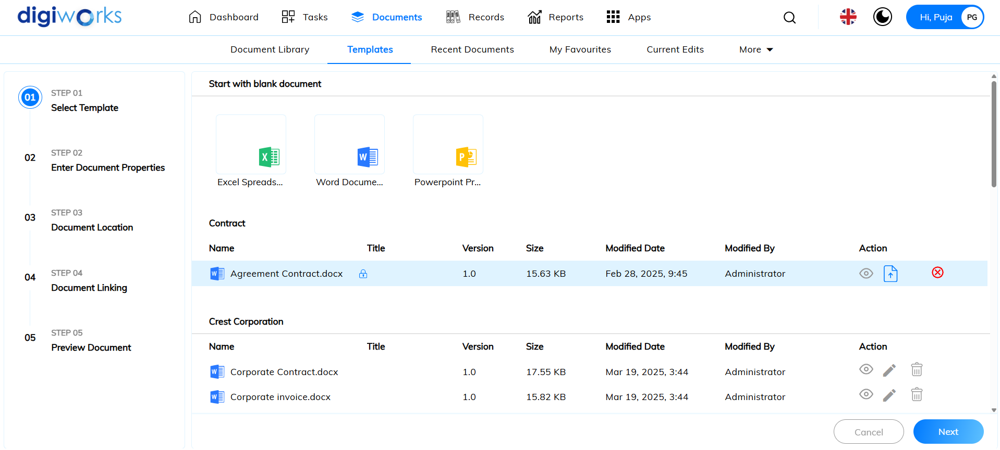 digiworks
Dashboard
Tasks
Documents
Records
Reports
Apps
Hi, Puja
PG
Document Library
Templates
Recent Documents
My Favourites
Current Edits
More
01
STEP 01
Select Template
02
STEP 02
Enter Document Properties
03
STEP 03
Document Location
04
STEP 04
Document Linking
05
STEP 05
Preview Document
Start with blank document
X
W
P
Excel Spreads...
Word Docume...
Powerpoint Pr...
Contract
Name Title Version Size Modified Date Modified By Action
W Agreement Contract.docx 1.0 15.63 KB Feb 28, 2025, 9:45 Administrator
Crest Corporation
Name Title Version Size Modified Date Modified By Action
W Corporate Contract.docx 1.0 17.55 KB Mar 19, 2025, 3:44 Administrator
W Corporate invoice.docx 1.0 15.82 KB Mar 19, 2025, 3:44 Administrator
Cancel
Next